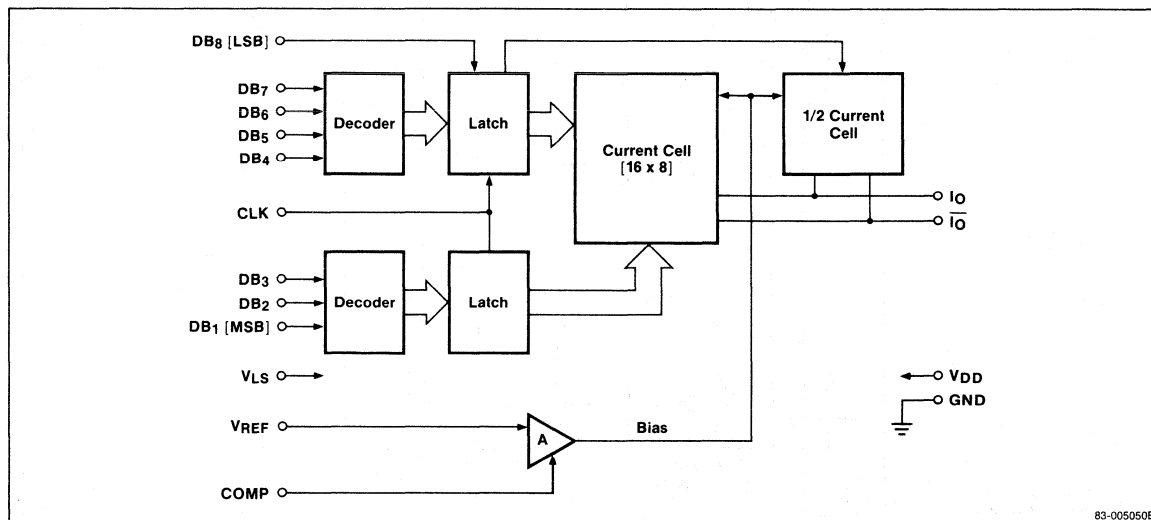 DB8 [LSB]
DB7
DB6
DB5
DB4
Decoder
Latch
Current Cell
[16 x 8]
1/2 Current
Cell
CLK
IO
I̅O̅
DB3
DB2
DB1 [MSB]
Decoder
Latch
VLS
VDD
GND
VREF
A
Bias
COMP
83-005050B